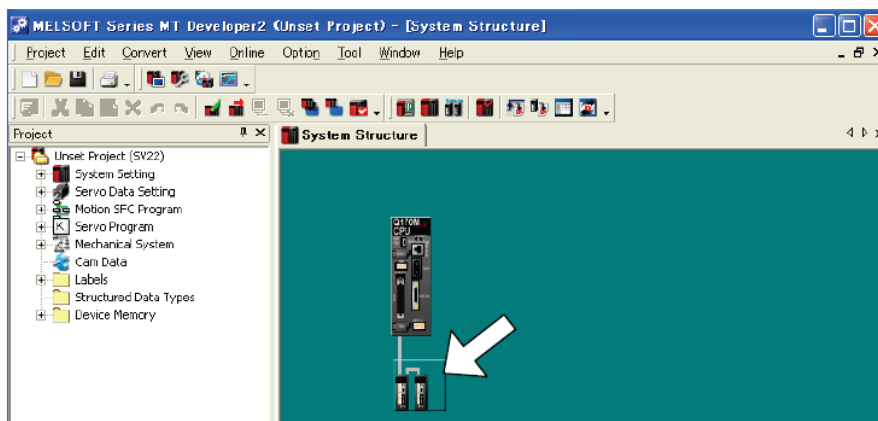 MELSOFT Series MT Developer2 (Unset Project) - [System Structure]
Project Edit Convert View Online Option Tool Window Help
Project
System Structure
Unset Project (SV22)
System Setting
Servo Data Setting
Motion SFC Program
K Servo Program
Mechanical System
Cam Data
Labels
Structured Data Types
Device Memory
Q170M
CPU